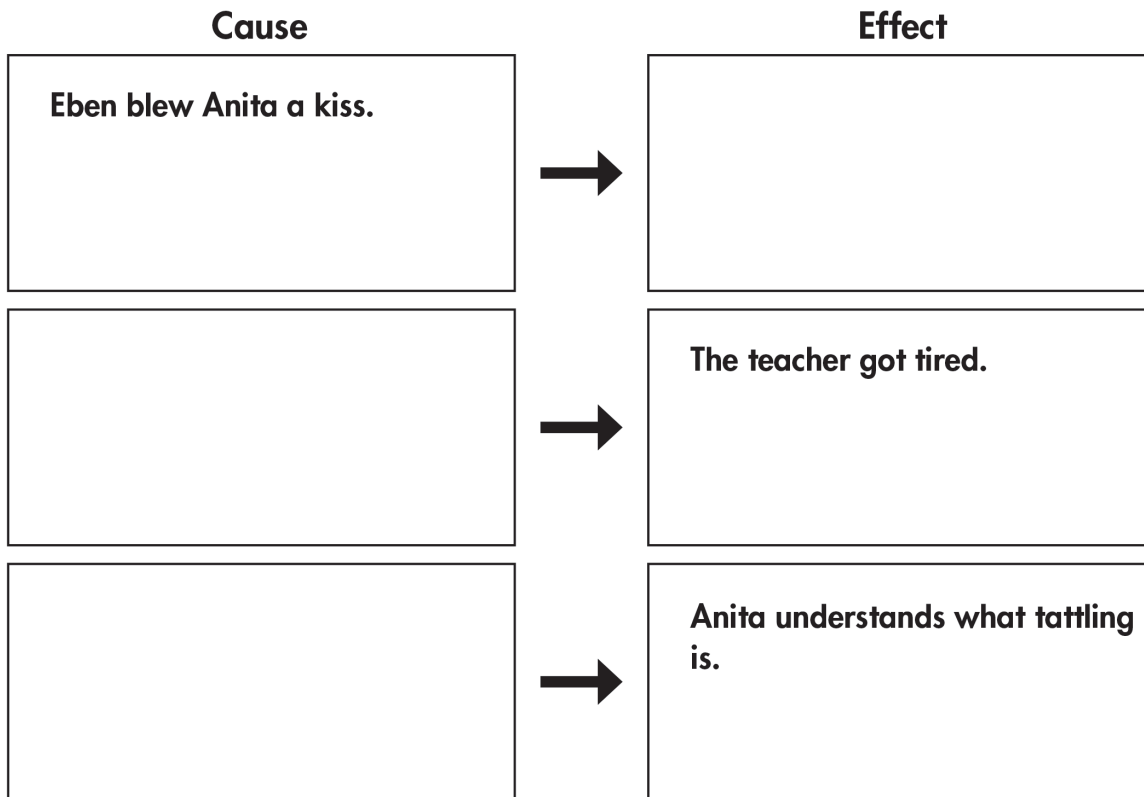 Cause
Effect
Eben blew Anita a kiss.
The teacher got tired.
Anita understands what tattling
is.